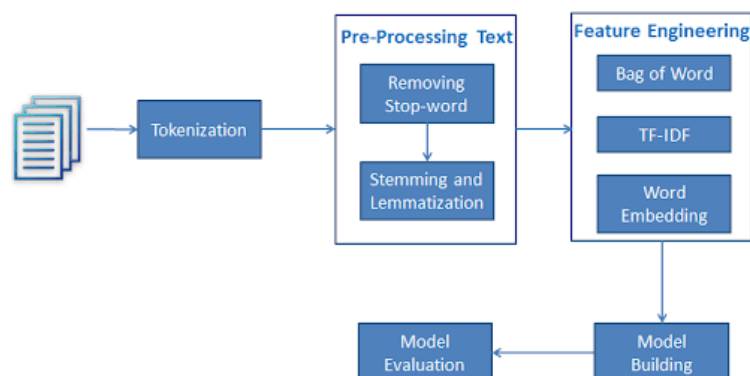 Tokenization
Pre-Processing Text
Removing
Stop-word
Stemming and
Lemmatization
Feature Engineering
Bag of Word
TF-IDF
Word
Embedding
Model
Building
Model
Evaluation